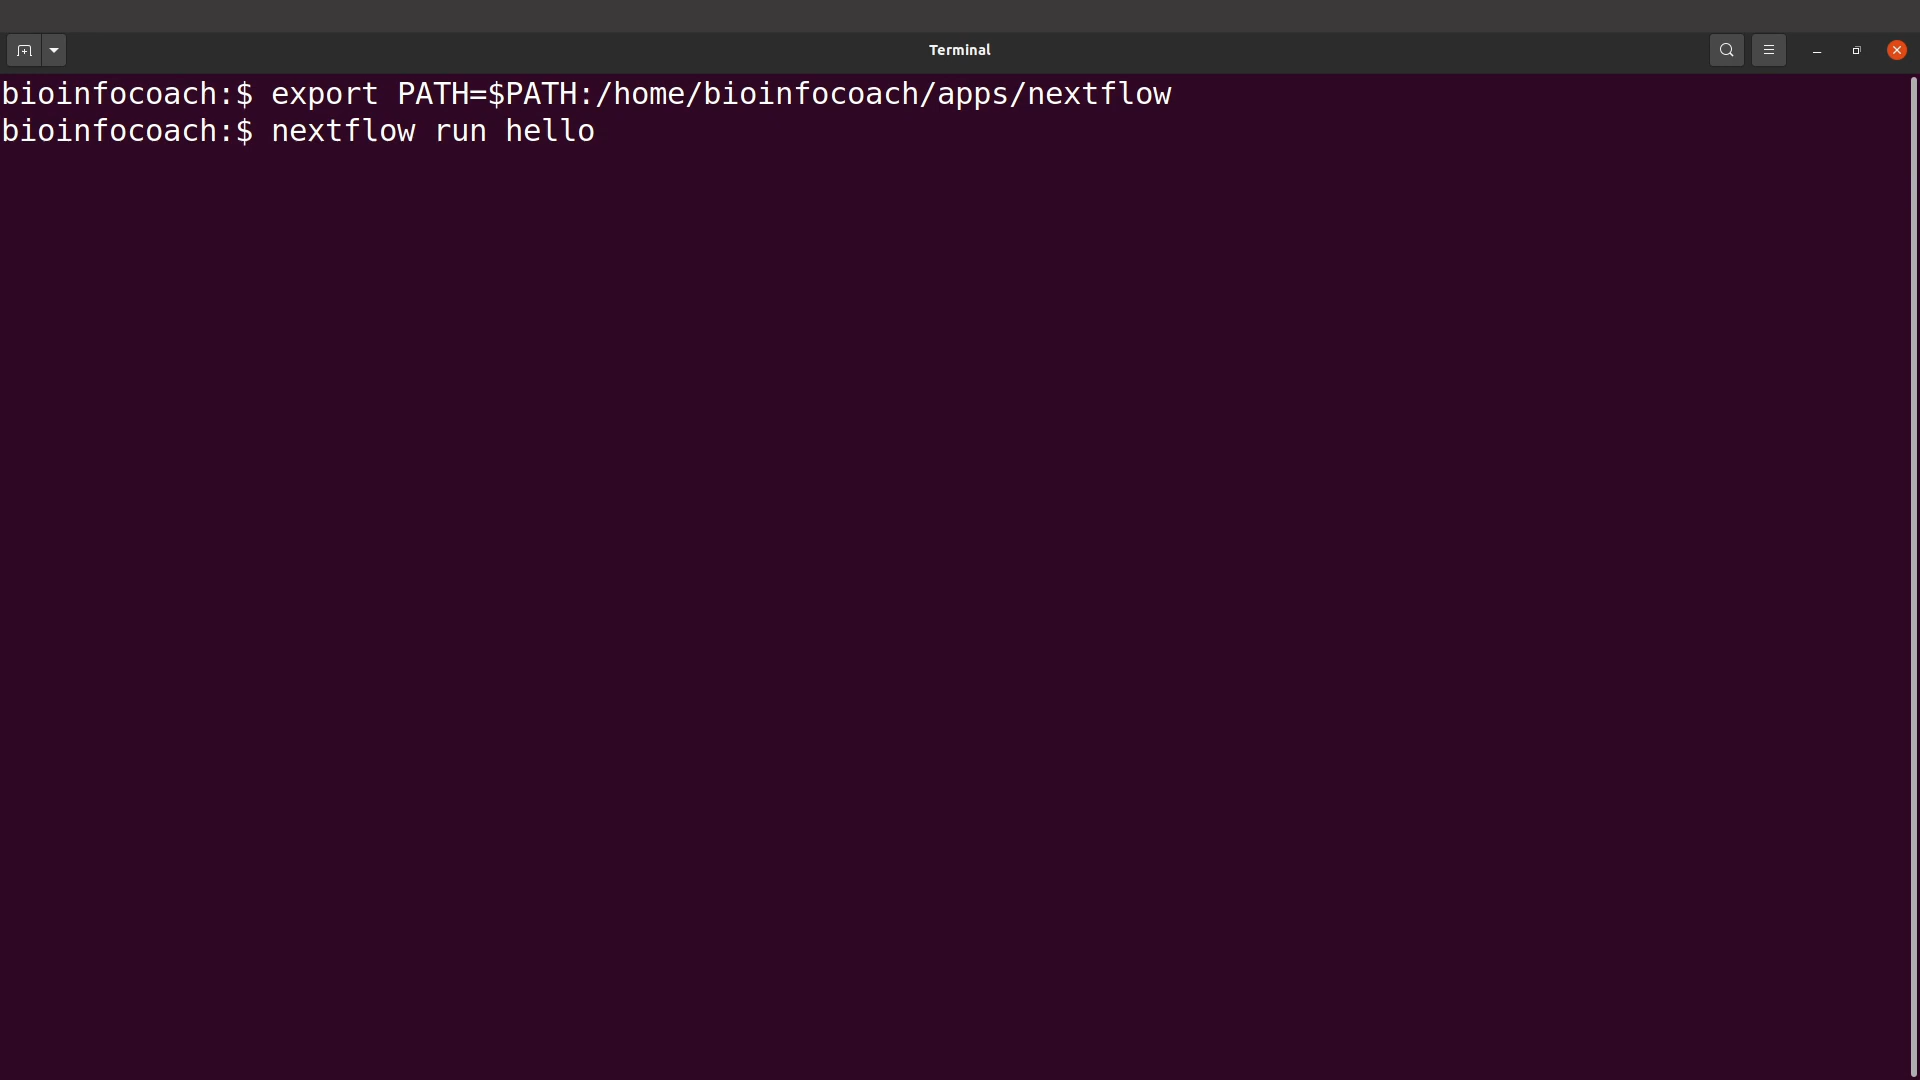 Terminal
bioinfocoach:$ export PATH=$PATH:/home/bioinfocoach/apps/nextflow
bioinfocoach:$ nextflow run hello